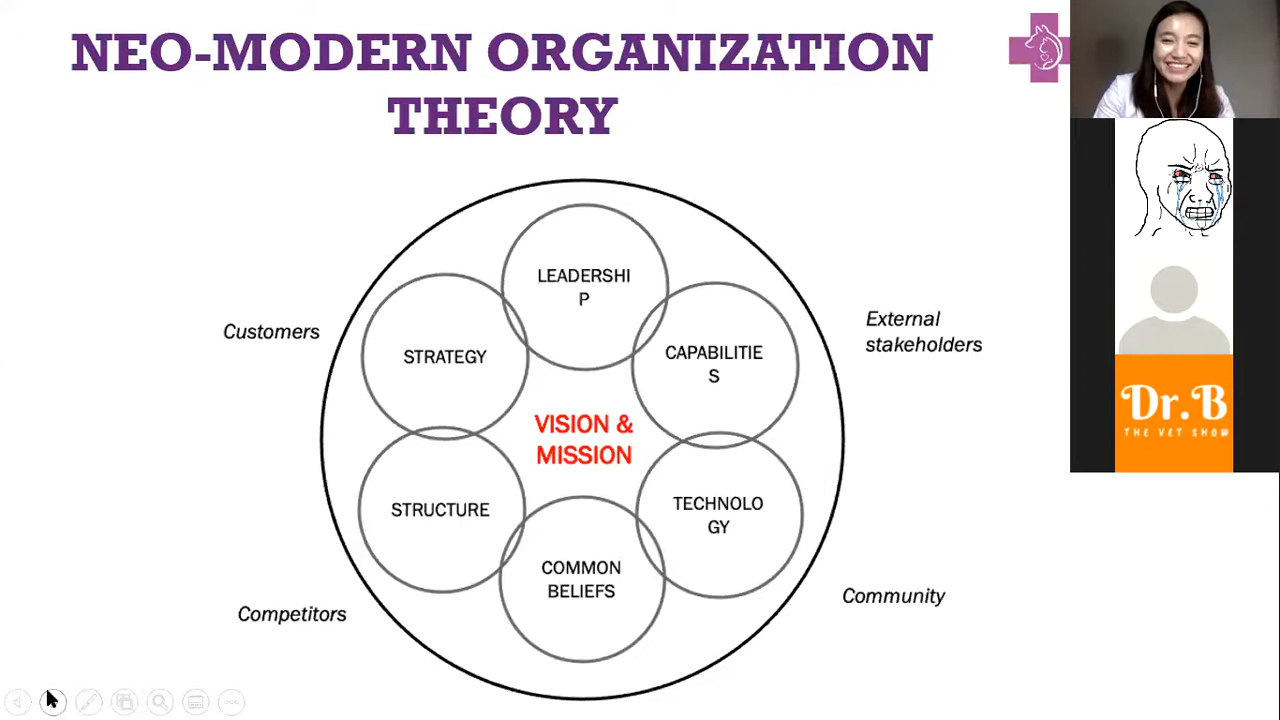 NEO-MODERN ORGANIZATION
THEORY
LEADERSHI
P
Customers
STRATEGY
CAPABILITIE
S
External
stakeholders
VISION &
MISSION
STRUCTURE
TECHNOLO
GY
COMMON
BELIEFS
Competitors
Community
Dr.B
THE VET SHOW